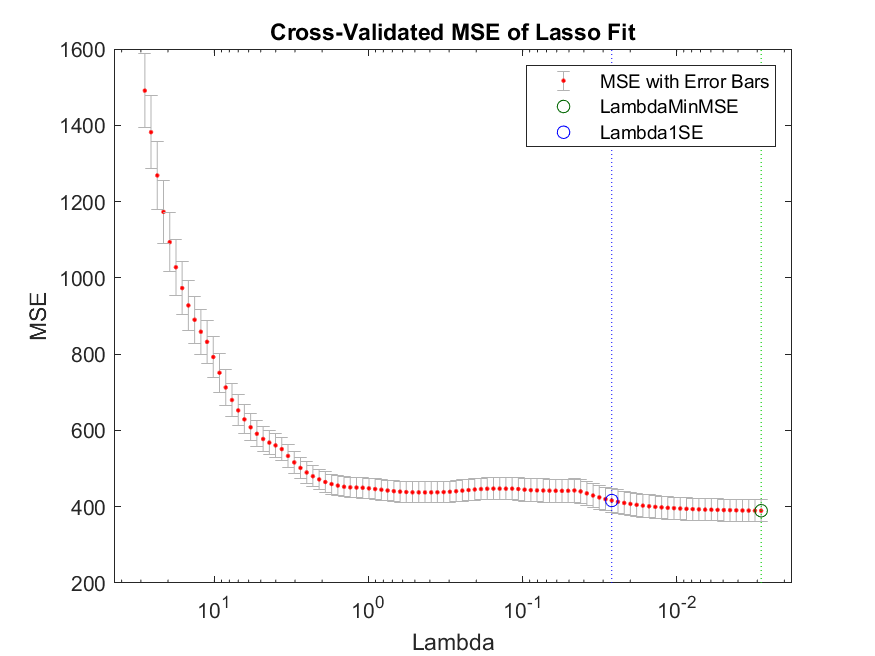 Cross-Validated MSE of Lasso Fit
1600
1400
1200
1000
800
600
400
200
MSE
MSE with Error Bars
LambdaMinMSE
Lambda1SE
10^1
10^0
10^-1
10^-2
Lambda